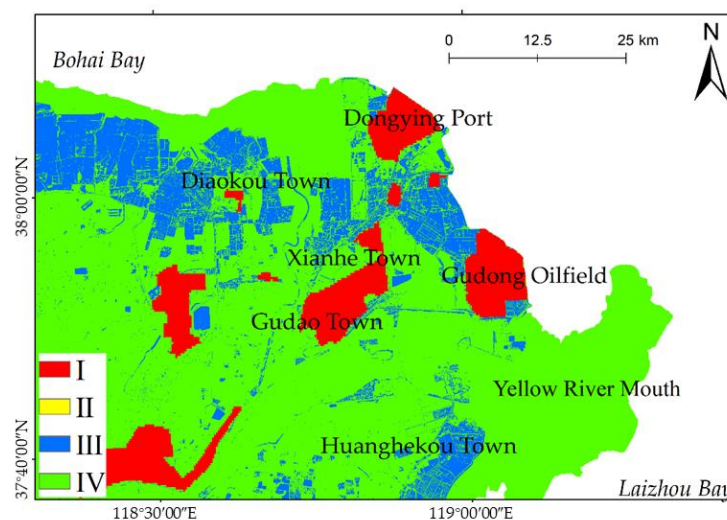 Bohai Bay
0 12.5 25 km
N
Dongying Port
Diaokou Town
38°00'00"N
Xianhe Town
Gudong Oilfield
Gudao Town
I
II
III
IV
Yellow River Mouth
Huanghekou Town
37°40'00"N
Laizhou Bay
118°30'00"E
119°00'00"E